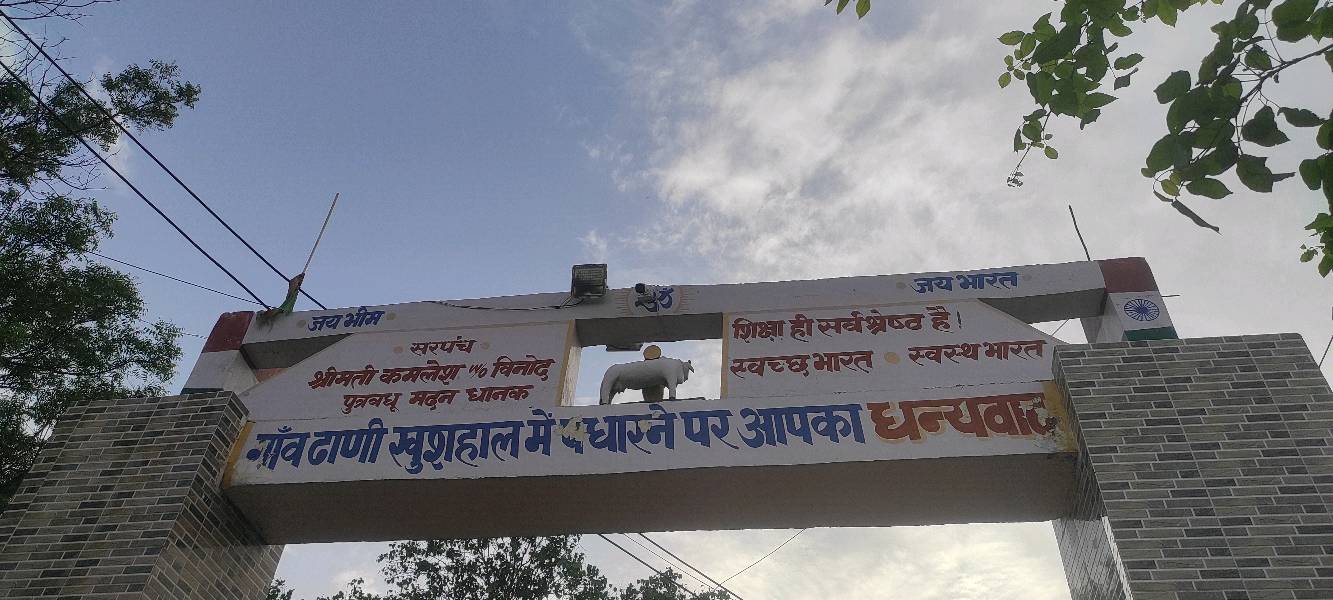 जय भीम
ॐ
जय भारत
सरपंच
श्रीमती कमलेश w/o विनोद
पुत्रवधू मदन धानक
शिक्षा ही सर्वश्रेष्ठ है!
स्वच्छ भारत • स्वस्थ भारत
गाँव ढाणी खुशहाल में पधारने पर आपका धन्यवाद